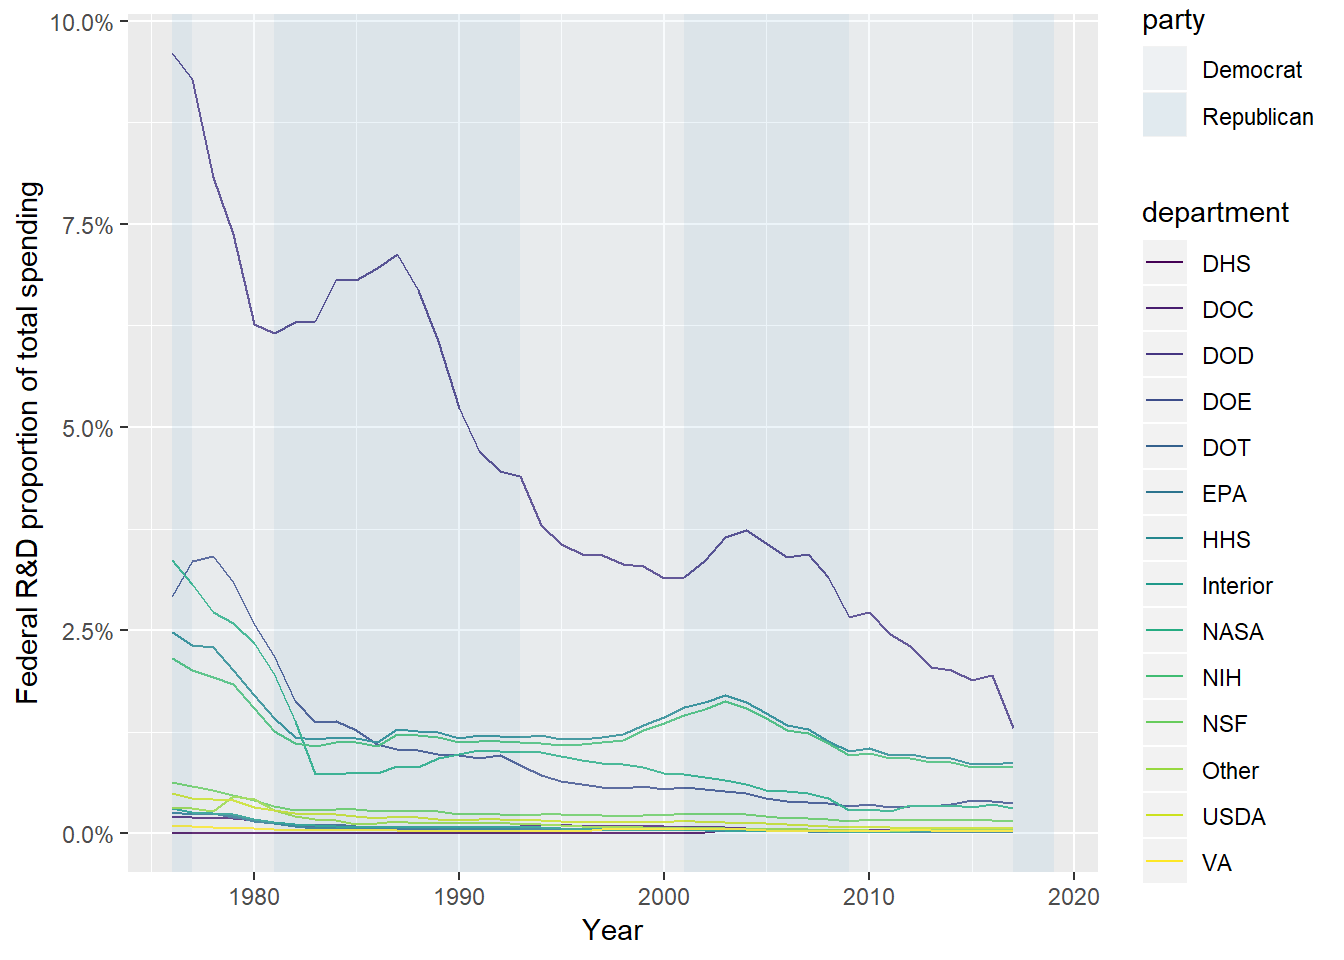 Federal R&D proportion of total spending
10.0%
7.5%
5.0%
2.5%
0.0%
1980
1990
2000
2010
2020
Year
party
Democrat
Republican
department
DHS
DOC
DOD
DOE
DOT
EPA
HHS
Interior
NASA
NIH
NSF
Other
USDA
VA